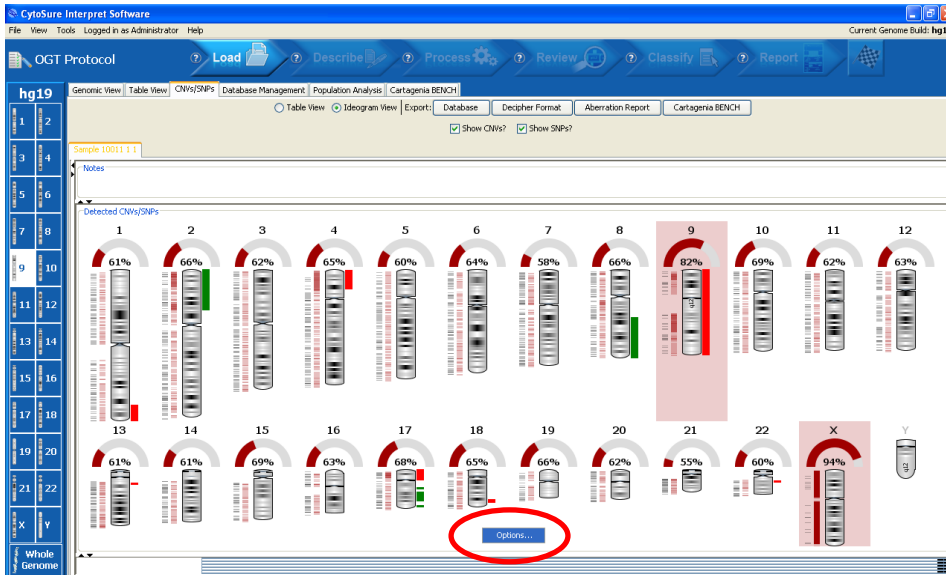 CytoSure Interpret Software
File View Tools Logged in as Administrator Help
Current Genome Build: hg1
OGT Protocol ? Load ? Describe ? Process ? Review ? Classify ? Report
hg19
Genomic View Table View CNVs/SNPs Database Management Population Analysis Cartagenia BENCH
Table View Ideogram View Export: Database Decipher Format Aberration Report Cartagenia BENCH
Show CNVs? Show SNPs?
Sample 10011 1 1
Notes
Detected CNVs/SNPs
1 2
3 4
5 6
7 8
9 10
11 12
13 14
15 16
17 18
19 20
21 22
X Y
Whole
Genome
1 2 3 4 5 6 7 8 9 10 11 12
61% 66% 62% 65% 60% 64% 58% 66% 82% 69% 62% 63%
q12
13 14 15 16 17 18 19 20 21 22 X Y
61% 61% 69% 63% 68% 65% 66% 62% 55% 60% 94%
q12
Options...